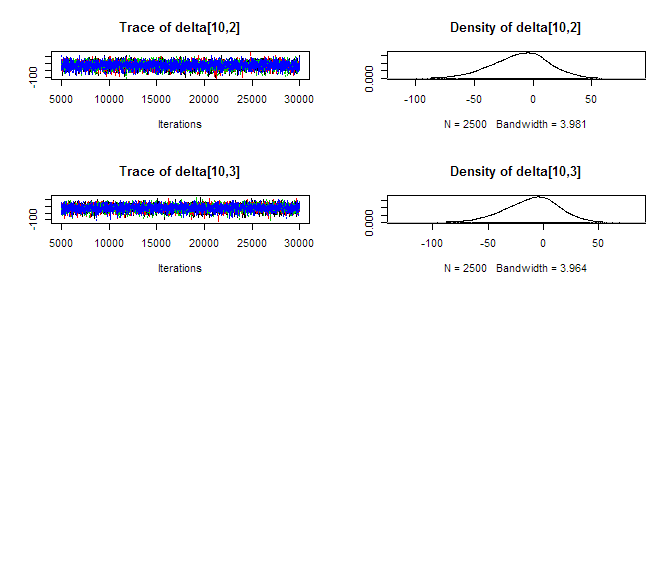 Trace of delta[10,2]
-100
5000 10000 15000 20000 25000 30000
Iterations
Density of delta[10,2]
0.000
-100 -50 0 50
N = 2500 Bandwidth = 3.981
Trace of delta[10,3]
-100
5000 10000 15000 20000 25000 30000
Iterations
Density of delta[10,3]
0.000
-100 -50 0 50
N = 2500 Bandwidth = 3.964